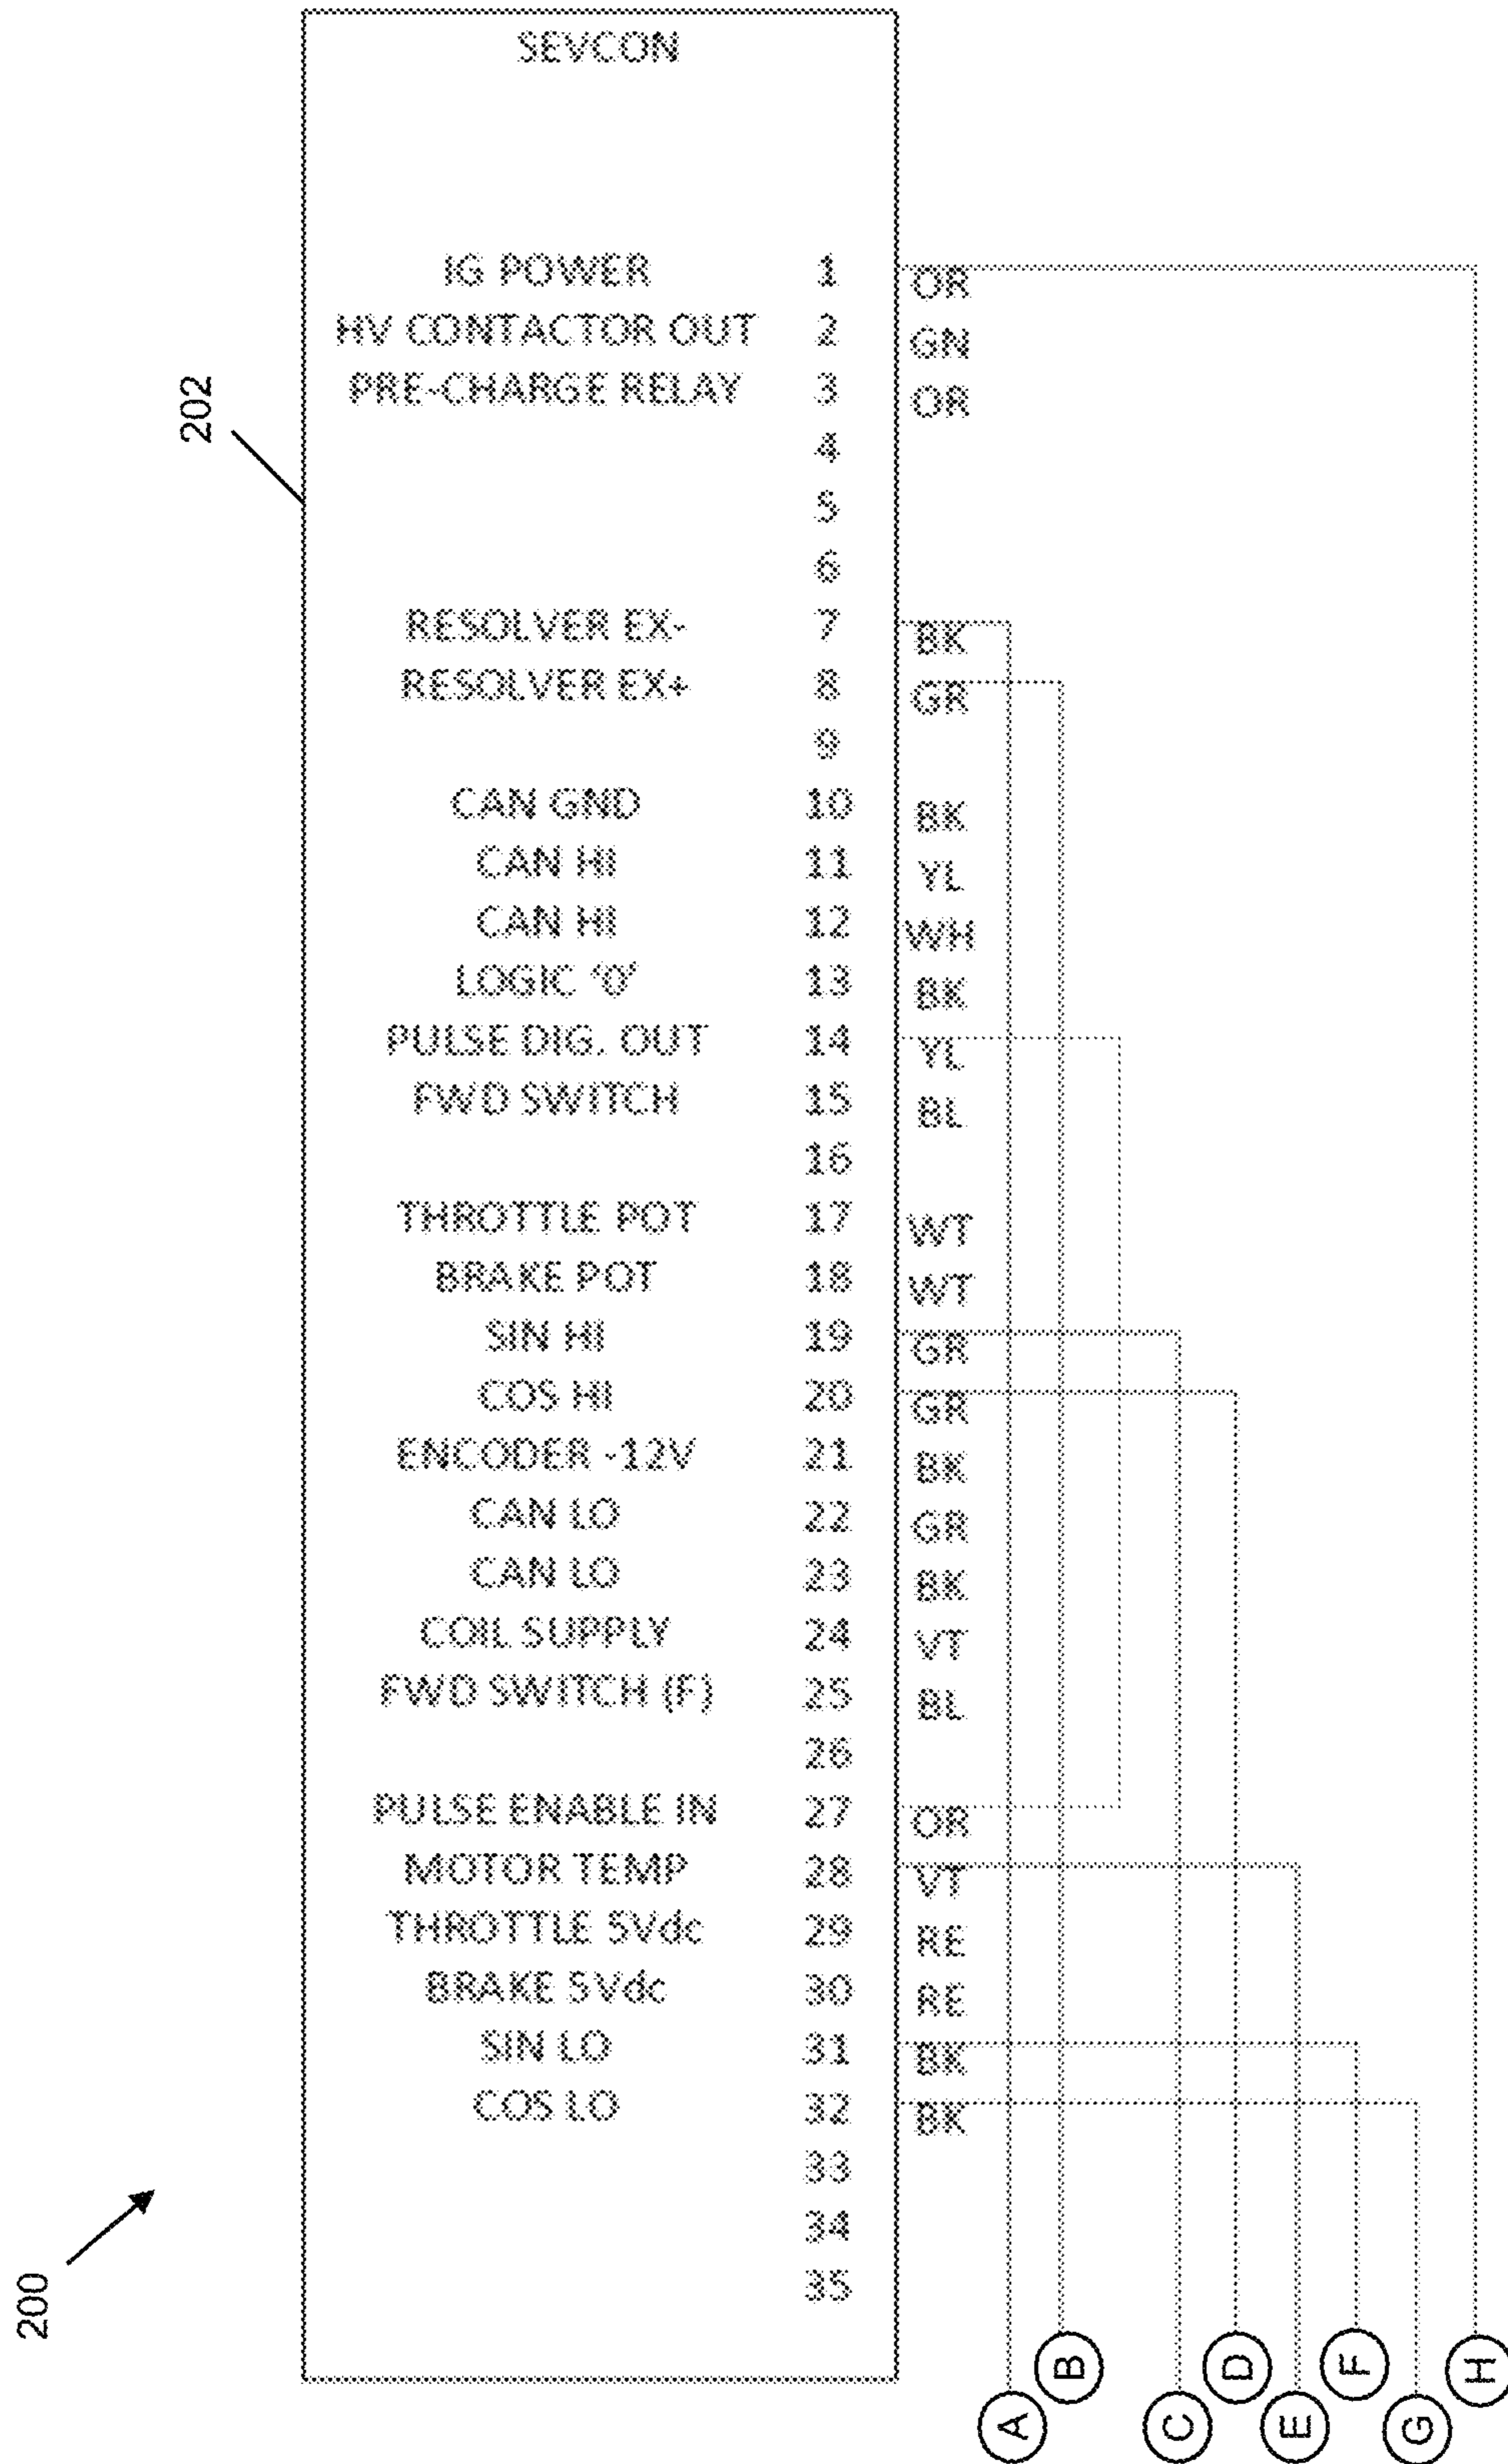 SEVCON
202
IG POWER 1 OR
HV CONTACTOR OUT 2 GN
PRE-CHARGE RELAY 3 OR
4
5
6
RESOLVER EX- 7 BK
RESOLVER EX+ 8 GR
9
CAN GND 10 BK
CAN HI 11 YL
CAN HI 12 WH
LOGIC '0' 13 BK
PULSE DIG. OUT 14 YL
FWD SWITCH 15 BL
16
THROTTLE POT 17 WT
BRAKE POT 18 WT
SIN HI 19 GR
COS HI 20 GR
ENCODER -12V 21 BK
CAN LO 22 GR
CAN LO 23 BK
COIL SUPPLY 24 VT
FWD SWITCH (F) 25 BL
26
PULSE ENABLE IN 27 OR
MOTOR TEMP 28 VT
THROTTLE 5Vdc 29 RE
BRAKE 5Vdc 30 RE
SIN LO 31 BK
COS LO 32 BK
33
34
35
200
A B C D E F G H